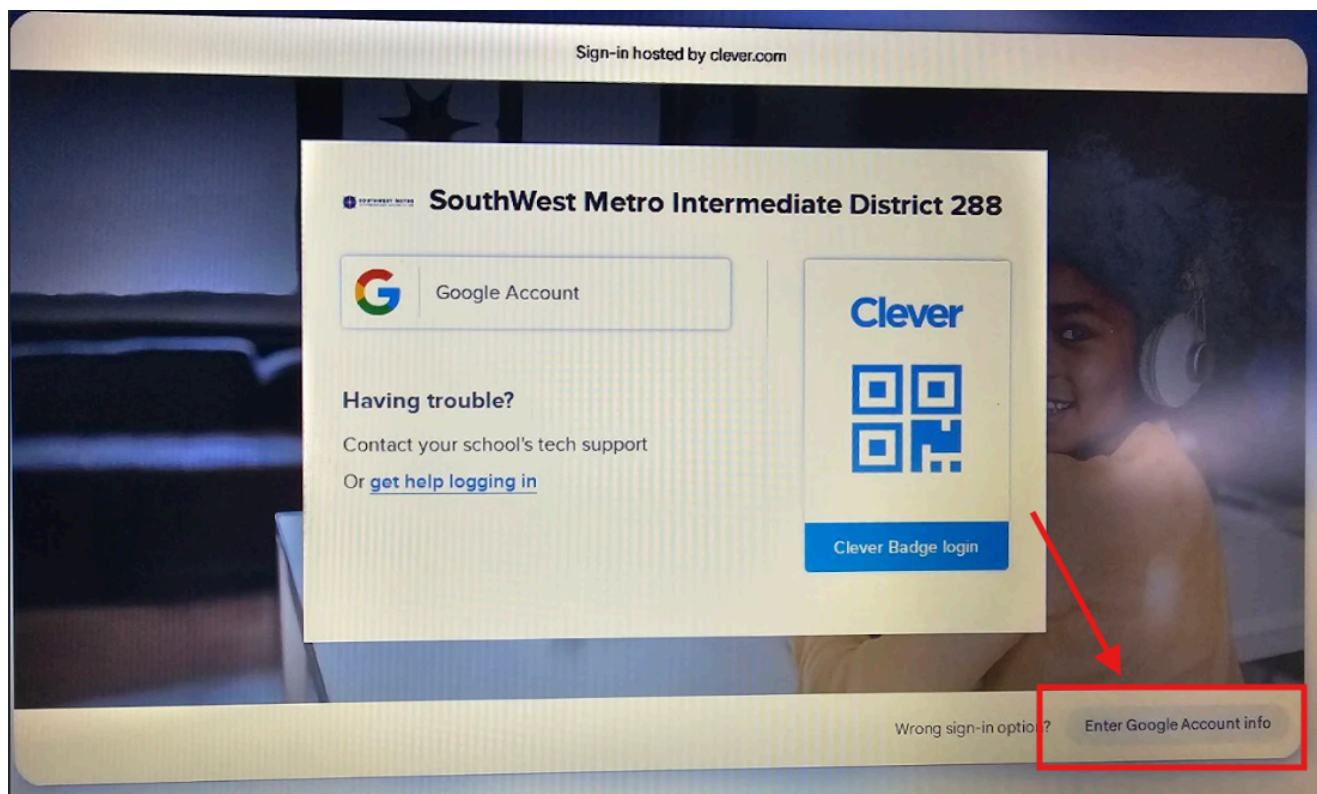 Sign-in hosted by clever.com
SouthWest Metro Intermediate District 288
Google Account
Having trouble?
Contact your school's tech support
Or get help logging in
Clever
Clever Badge login
Wrong sign-in option?
Enter Google Account info